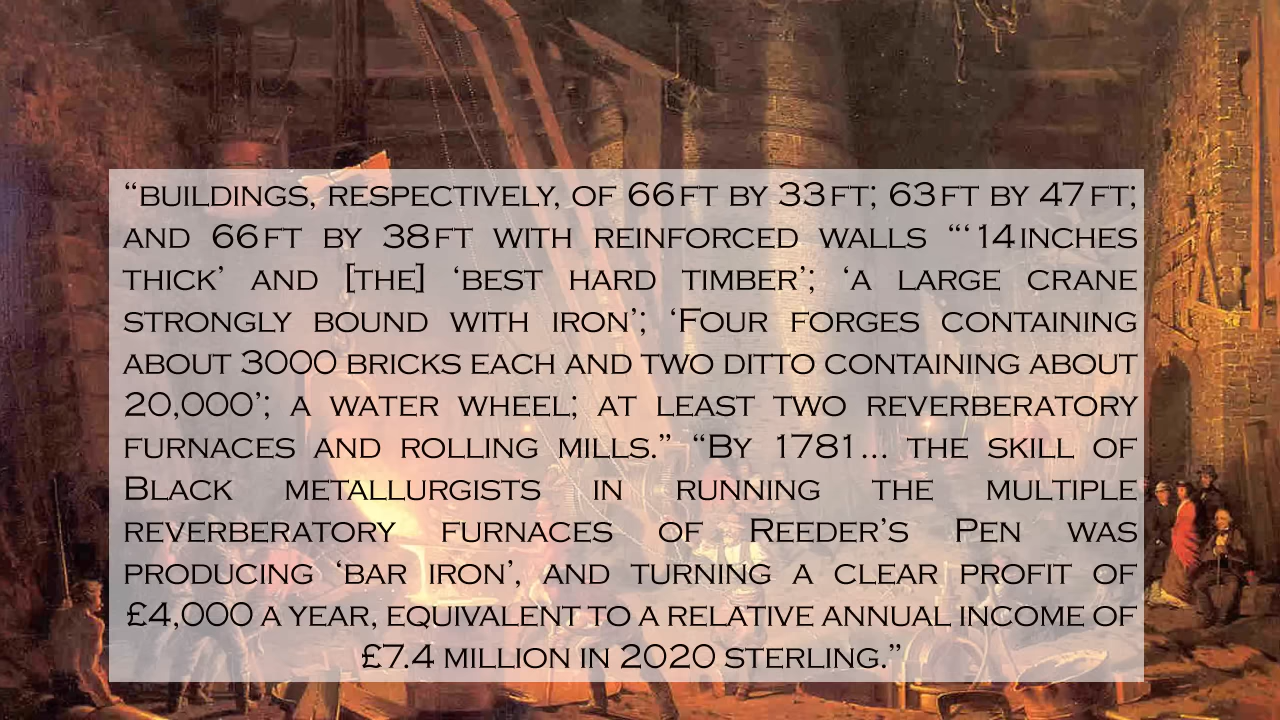 “BUILDINGS, RESPECTIVELY, OF 66FT BY 33FT; 63FT BY 47FT;
AND 66FT BY 38FT WITH REINFORCED WALLS “‘14INCHES
THICK’ AND [THE] ‘BEST HARD TIMBER’; ‘A LARGE CRANE
STRONGLY BOUND WITH IRON’; ‘FOUR FORGES CONTAINING
ABOUT 3000 BRICKS EACH AND TWO DITTO CONTAINING ABOUT
20,000’; A WATER WHEEL; AT LEAST TWO REVERBERATORY
FURNACES AND ROLLING MILLS.” “BY 1781... THE SKILL OF
BLACK METALLURGISTS IN RUNNING THE MULTIPLE
REVERBERATORY FURNACES OF REEDER’S PEN WAS
PRODUCING ‘BAR IRON’, AND TURNING A CLEAR PROFIT OF
£4,000 A YEAR, EQUIVALENT TO A RELATIVE ANNUAL INCOME OF
£7.4 MILLION IN 2020 STERLING.”